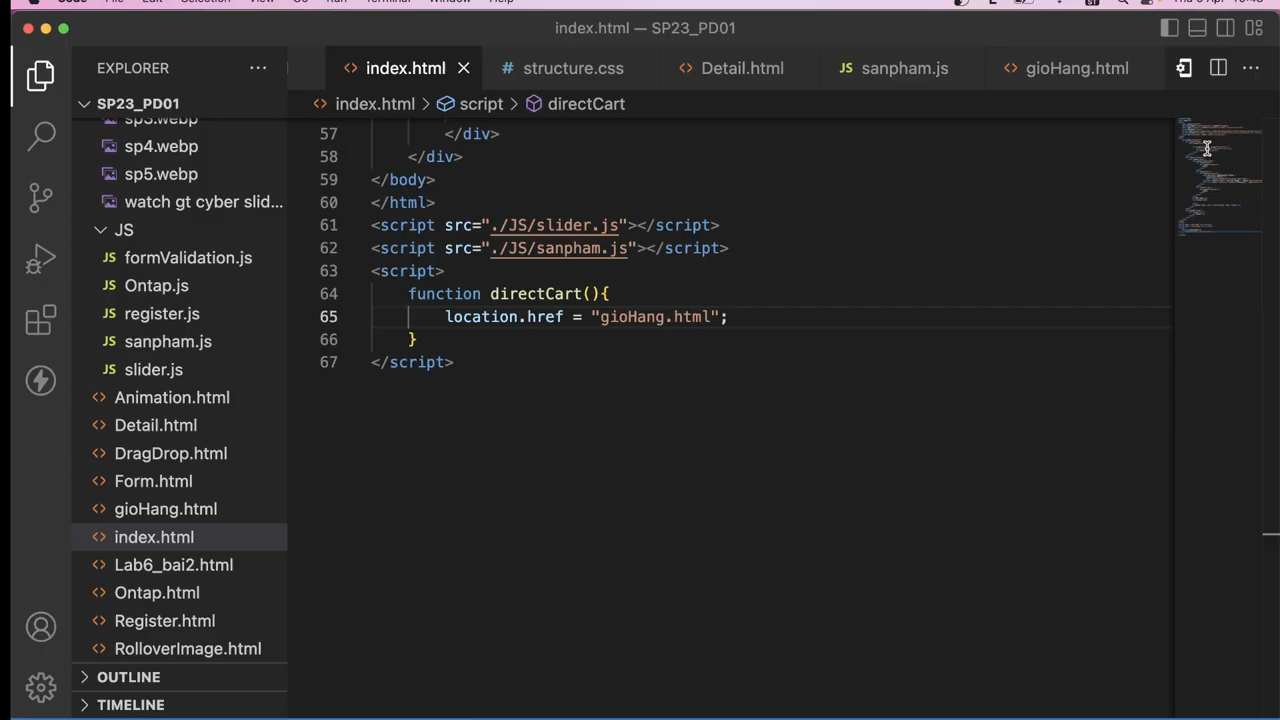 index.html — SP23_PD01
EXPLORER
index.html
structure.css
Detail.html
sanpham.js
gioHang.html
SP23_PD01
index.html > script > directCart
sp3.webp
sp4.webp
sp5.webp
watch gt cyber slid...
JS
formValidation.js
Ontap.js
register.js
sanpham.js
slider.js
Animation.html
Detail.html
DragDrop.html
Form.html
gioHang.html
index.html
Lab6_bai2.html
Ontap.html
Register.html
RolloverImage.html
OUTLINE
TIMELINE
57 </div>
58 </div>
59 </body>
60 </html>
61 <script src="./JS/slider.js"></script>
62 <script src="./JS/sanpham.js"></script>
63 <script>
64 function directCart(){
65 location.href = "gioHang.html";
66 }
67 </script>